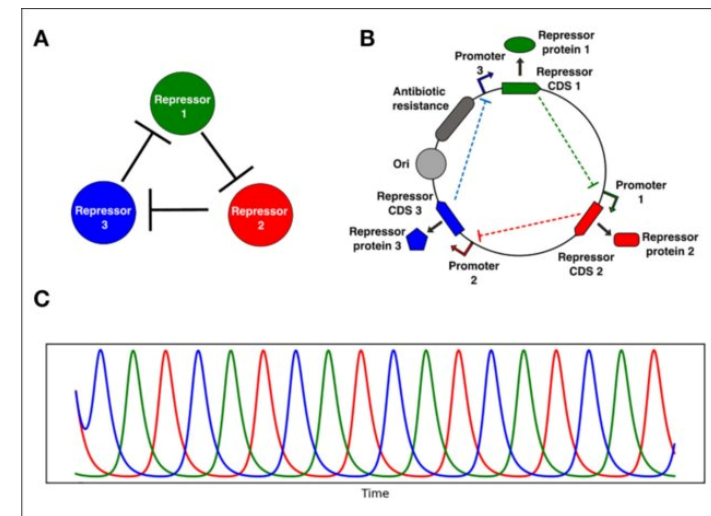 A
Repressor
1
Repressor
3
Repressor
2
B
Repressor
protein 1
Promoter
3
Repressor
CDS 1
Antibiotic
resistance
Ori
Promoter
1
Repressor
CDS 3
Repressor
protein 3
Promoter
2
Repressor
CDS 2
Repressor
protein 2
C
Time